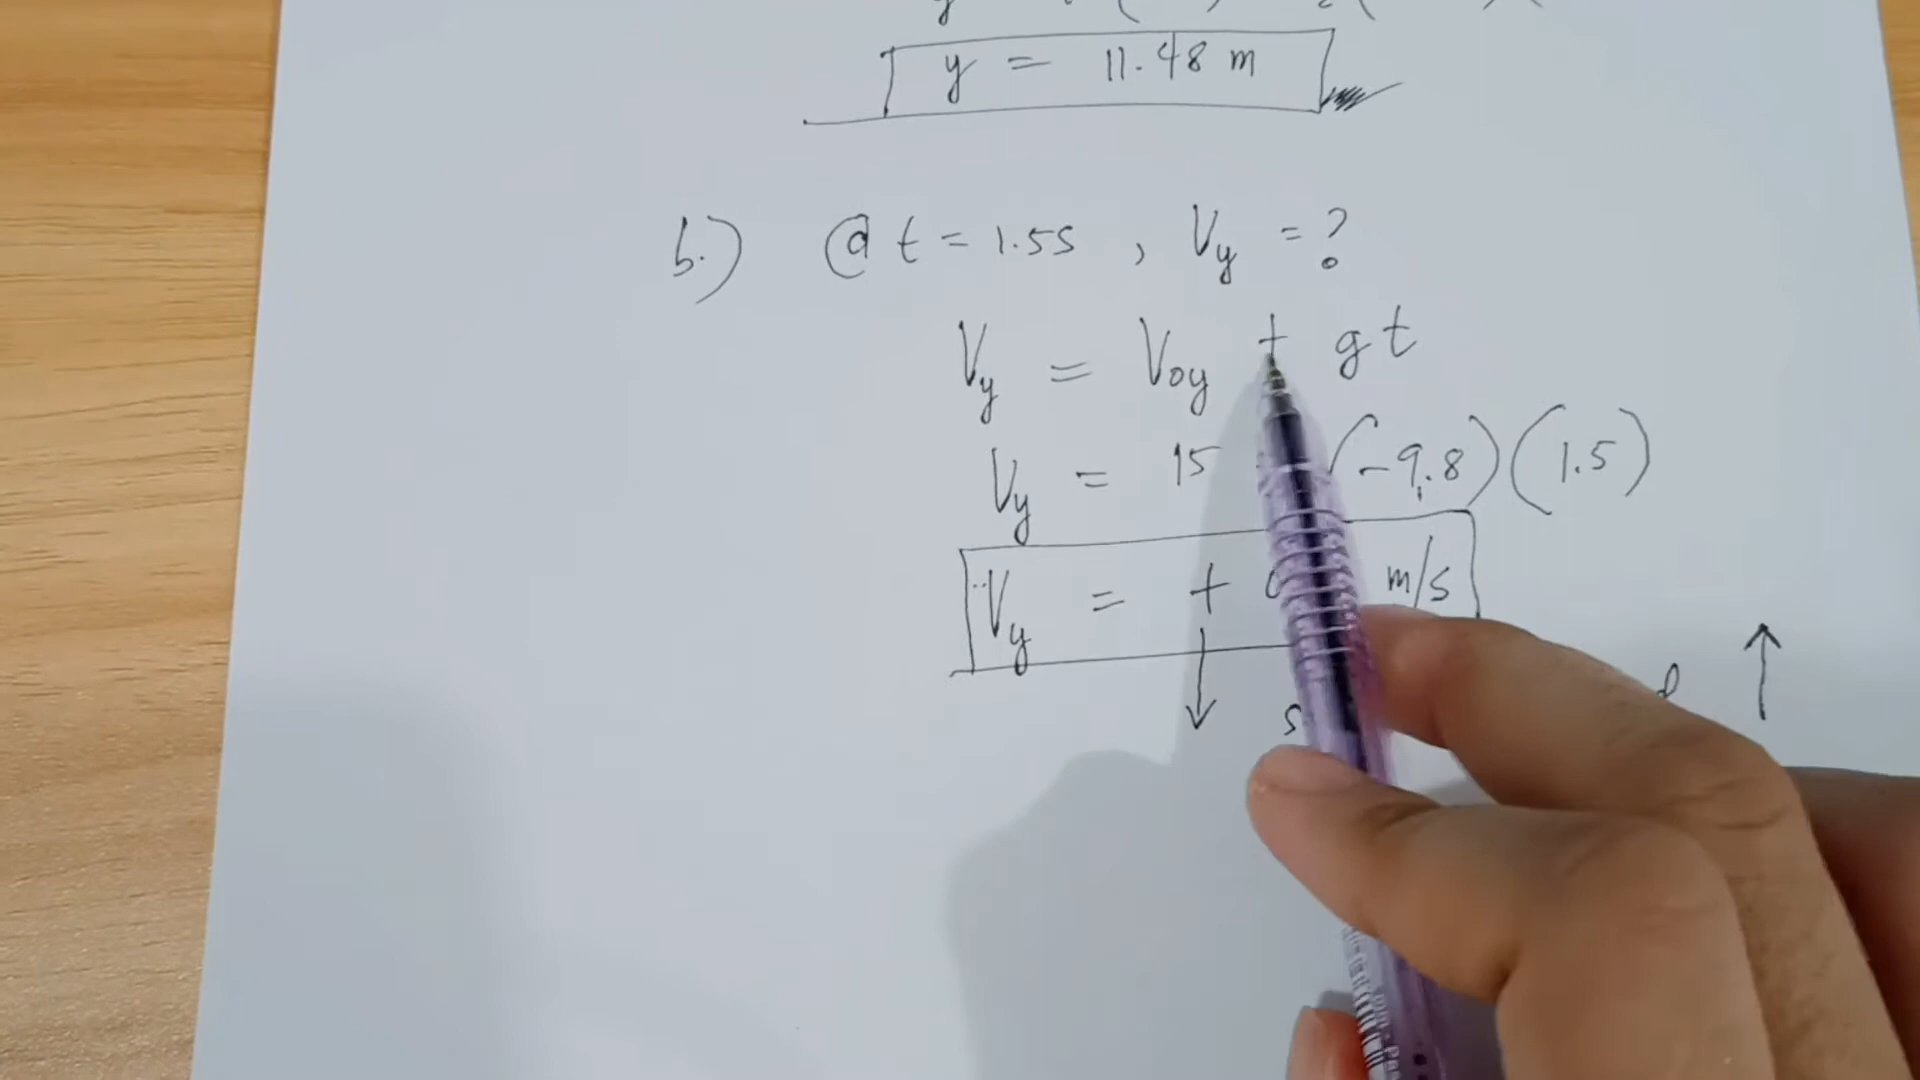 y = 11.48 m
b.) @ t = 1.5s , Vy = ?
Vy = Voy + gt
Vy = 15 (-9.8)(1.5)
Vy = + m/s